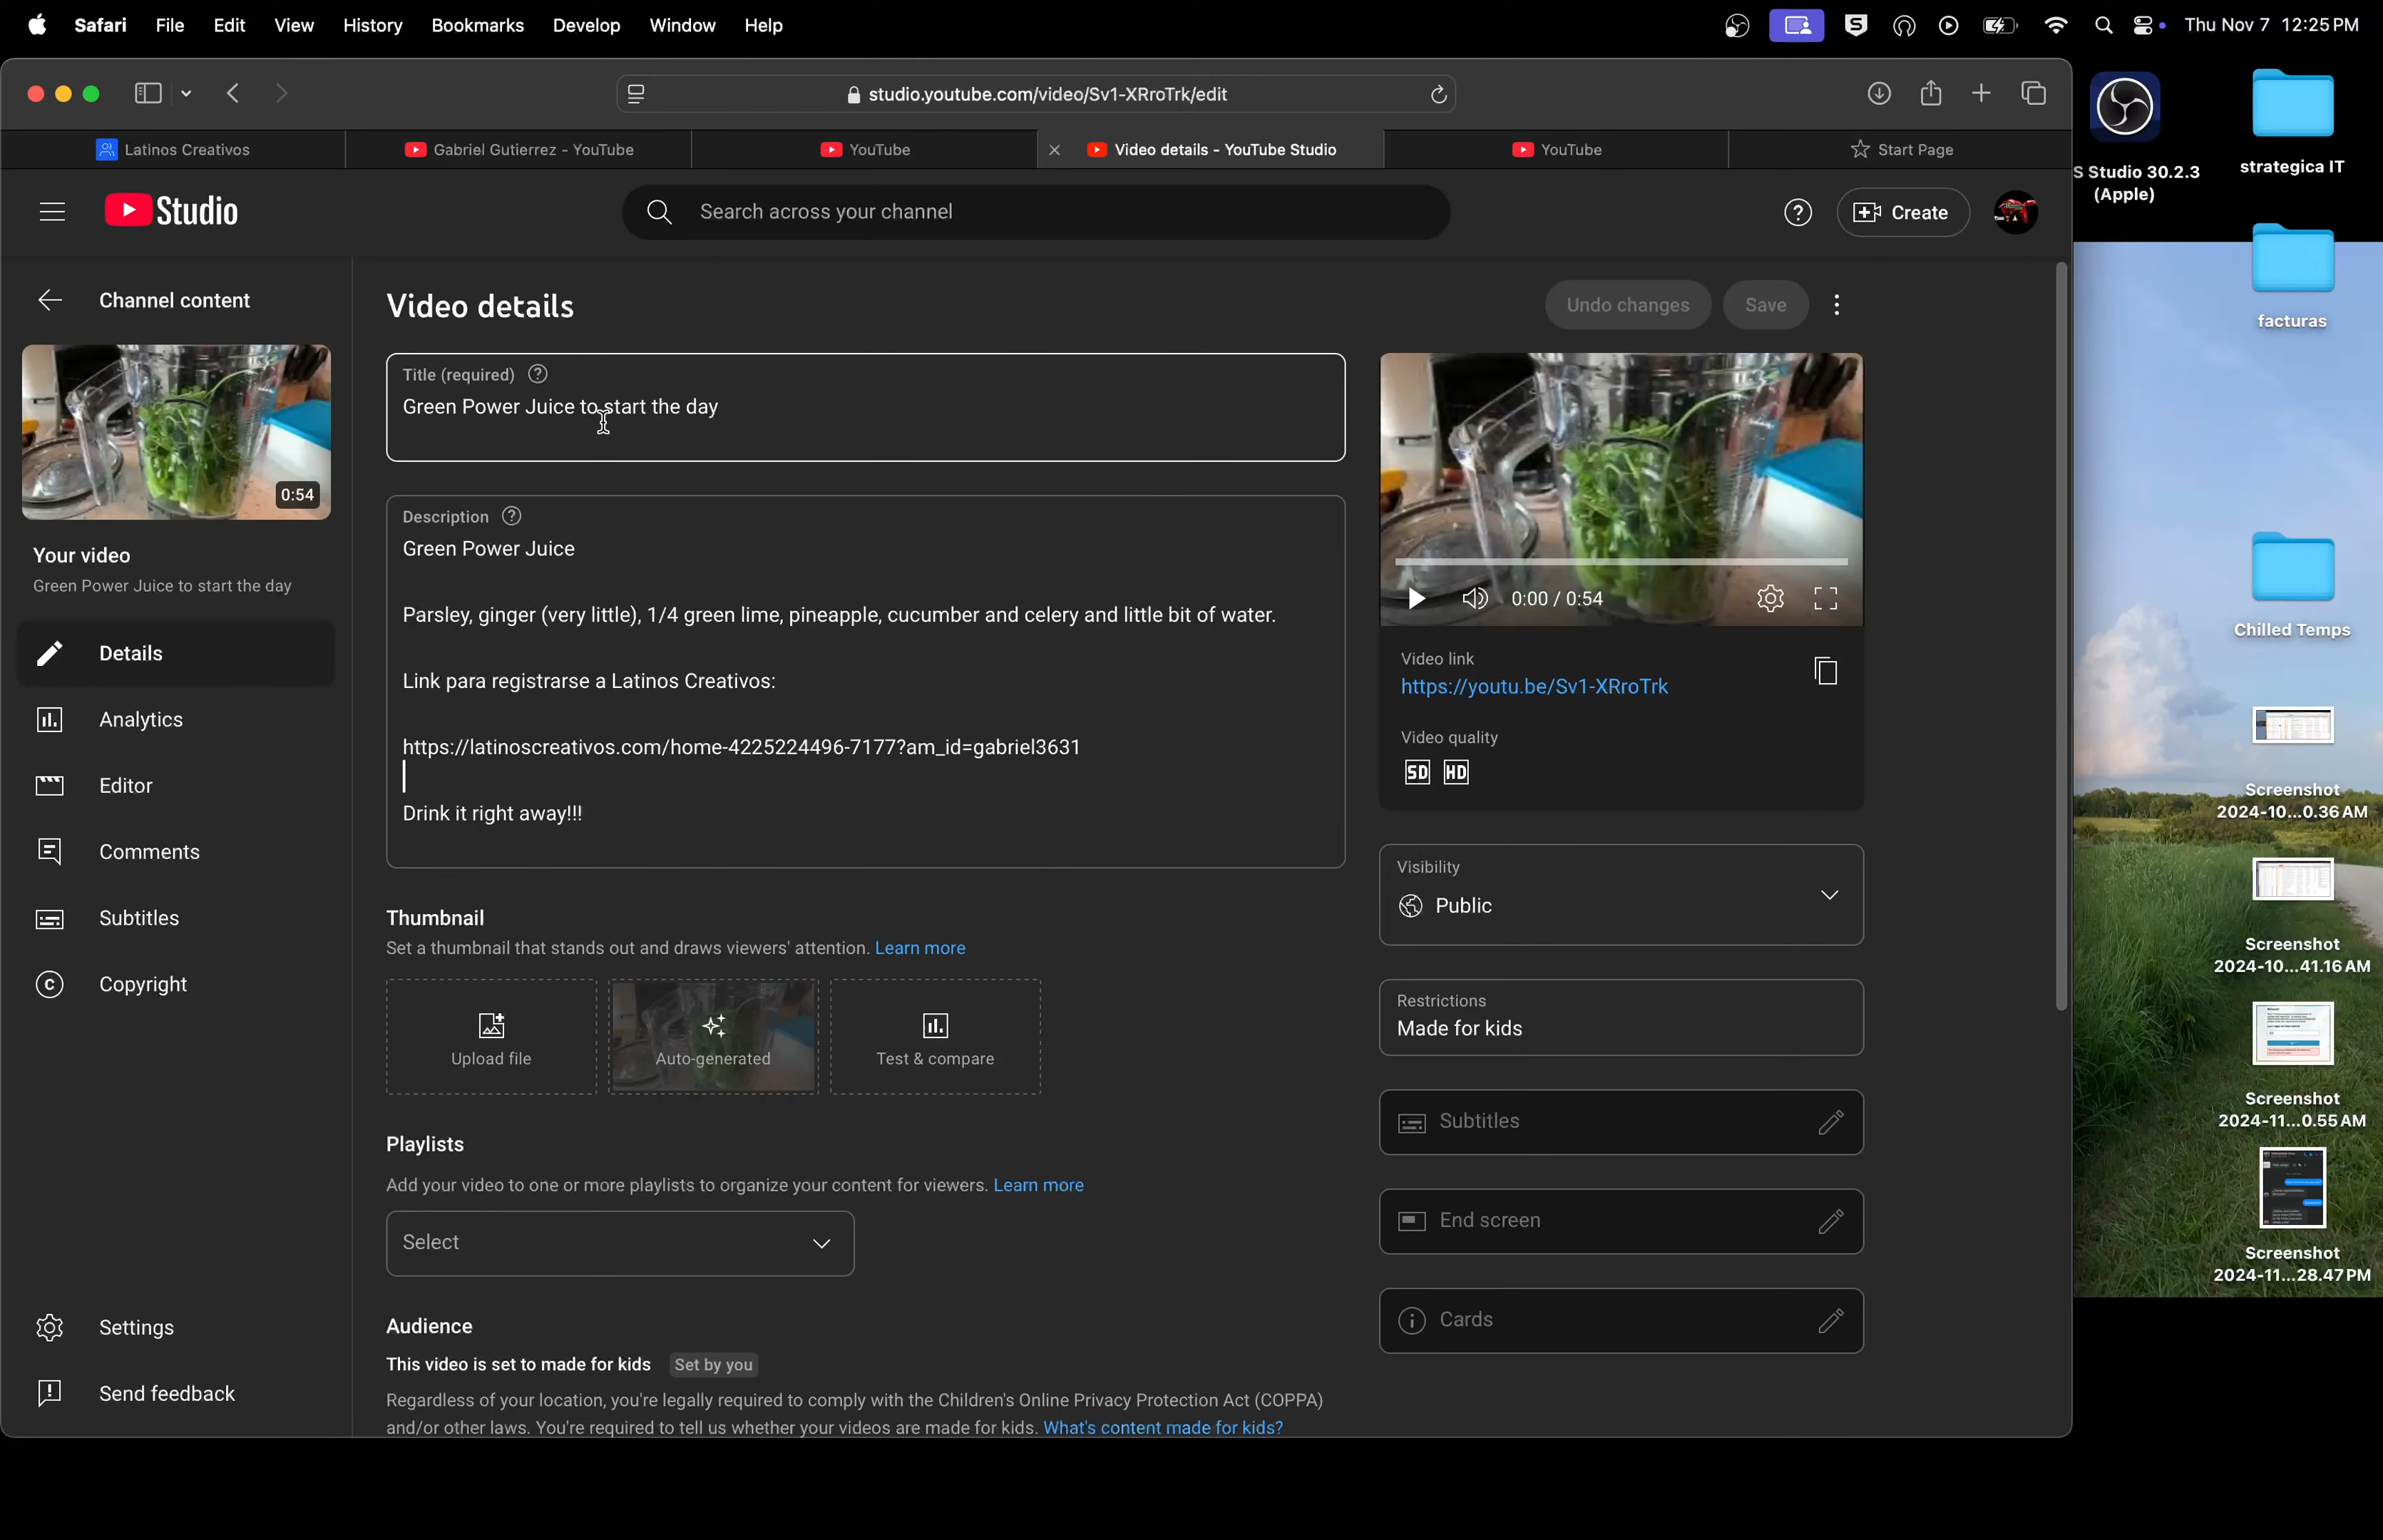 Safari File Edit View History Bookmarks Develop Window Help Thu Nov 7 12:25 PM
studio.youtube.com/video/Sv1-XRroTrk/edit
Latinos Creativos Gabriel Gutierrez - YouTube YouTube Video details - YouTube Studio YouTube Start Page
Studio Search across your channel Create
Channel content
0:54
Your video
Green Power Juice to start the day
Details
Analytics
Editor
Comments
Subtitles
Copyright
Settings
Send feedback
Video details Undo changes Save
Title (required)
Green Power Juice to start the day
Description
Green Power Juice
Parsley, ginger (very little), 1/4 green lime, pineapple, cucumber and celery and little bit of water.
Link para registrarse a Latinos Creativos:
https://latinoscreativos.com/home-4225224496-7177?am_id=gabriel3631
Drink it right away!!!
Thumbnail
Set a thumbnail that stands out and draws viewers' attention. Learn more
Upload file Auto-generated Test & compare
Playlists
Add your video to one or more playlists to organize your content for viewers. Learn more
Select
Audience
This video is set to made for kids Set by you
Regardless of your location, you're legally required to comply with the Children's Online Privacy Protection Act (COPPA)
and/or other laws. You're required to tell us whether your videos are made for kids. What's content made for kids?
0:00 / 0:54
Video link
https://youtu.be/Sv1-XRroTrk
Video quality
SD HD
Visibility
Public
Restrictions
Made for kids
Subtitles
End screen
Cards
S Studio 30.2.3
(Apple)
strategica IT
facturas
Chilled Temps
Screenshot
2024-10...0.36 AM
Screenshot
2024-10...41.16 AM
Screenshot
2024-11...0.55 AM
Screenshot
2024-11...28.47 PM